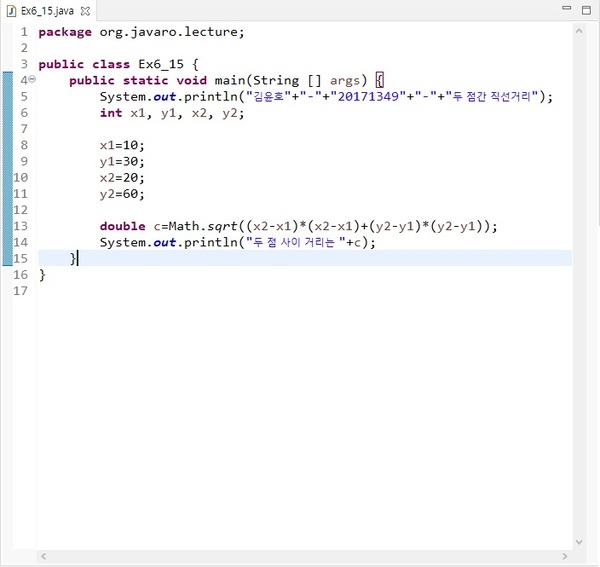 Ex6_15.java
1 package org.javaro.lecture;
2
3 public class Ex6_15 {
4 public static void main(String [] args) {
5 System.out.println("김윤호"+"-"+"20171349"+"-"+"두 점간 직선거리");
6 int x1, y1, x2, y2;
7
8 x1=10;
9 y1=30;
10 x2=20;
11 y2=60;
12
13 double c=Math.sqrt((x2-x1)*(x2-x1)+(y2-y1)*(y2-y1));
14 System.out.println("두 점 사이 거리는 "+c);
15 }
16 }
17